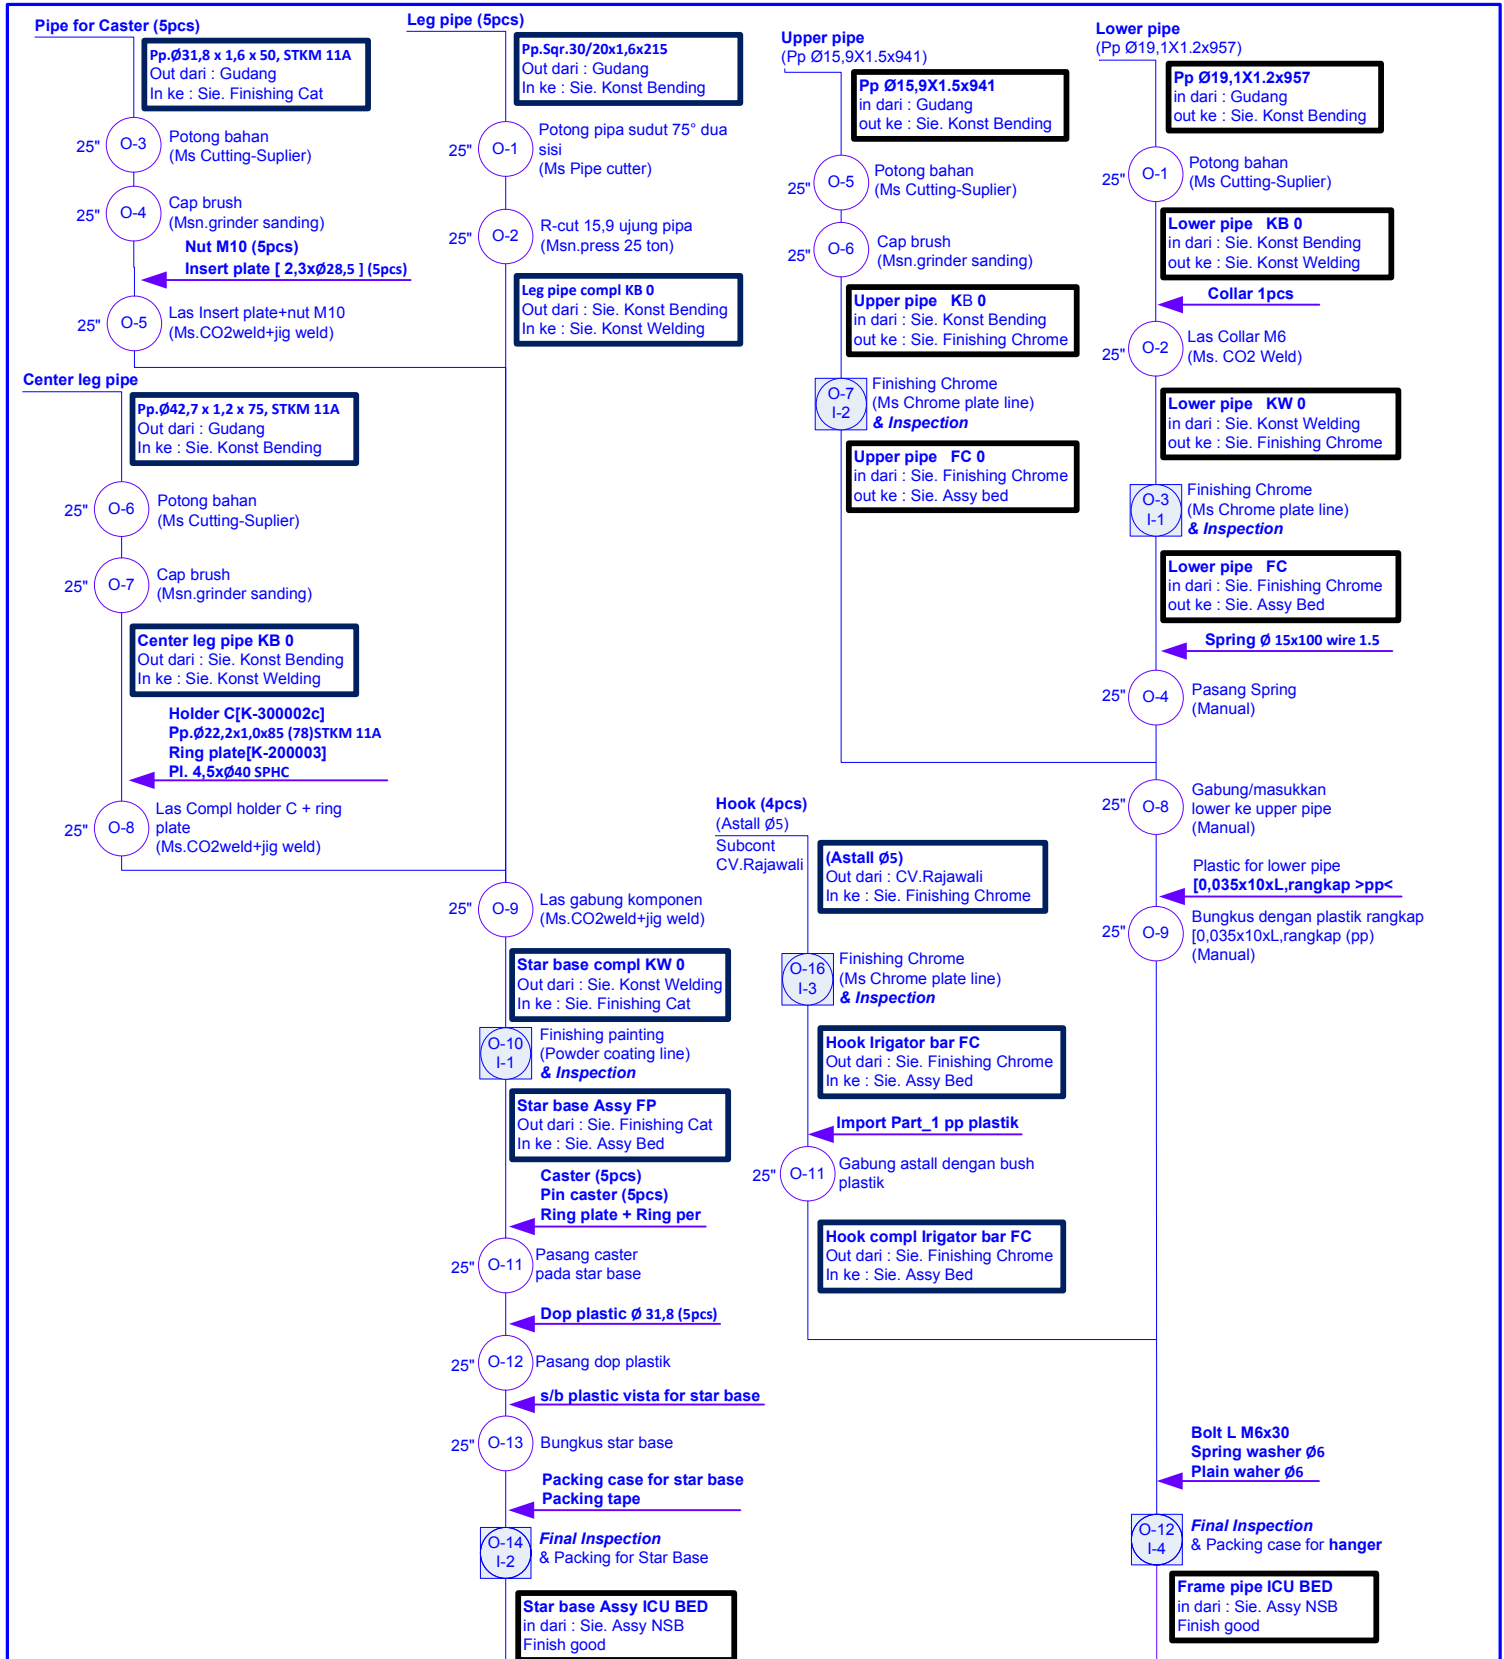 Pipe for Caster (5pcs)
Pp.Ø31,8 x 1,6 x 50, STKM 11A
Out dari : Gudang
In ke : Sie. Finishing Cat
25"
O-3
Potong bahan
(Ms Cutting-Suplier)
25"
O-4
Cap brush
(Msn.grinder sanding)
Nut M10 (5pcs)
Insert plate [ 2,3xØ28,5 ] (5pcs)
25"
O-5
Las Insert plate+nut M10
(Ms.CO2weld+jig weld)
Center leg pipe
Pp.Ø42,7 x 1,2 x 75, STKM 11A
Out dari : Gudang
In ke : Sie. Konst Bending
25"
O-6
Potong bahan
(Ms Cutting-Suplier)
25"
O-7
Cap brush
(Msn.grinder sanding)
Center leg pipe KB 0
Out dari : Sie. Konst Bending
In ke : Sie. Konst Welding
Holder C[K-300002c]
Pp.Ø22,2x1,0x85 (78)STKM 11A
Ring plate[K-200003]
Pl. 4,5xØ40 SPHC
25"
O-8
Las Compl holder C + ring
plate
(Ms.CO2weld+jig weld)
Leg pipe (5pcs)
Pp.Sqr.30/20x1,6x215
Out dari : Gudang
In ke : Sie. Konst Bending
25"
O-1
Potong pipa sudut 75° dua
sisi
(Ms Pipe cutter)
25"
O-2
R-cut 15,9 ujung pipa
(Msn.press 25 ton)
Leg pipe compl KB 0
Out dari : Sie. Konst Bending
In ke : Sie. Konst Welding
25"
O-9
Las gabung komponen
(Ms.CO2weld+jig weld)
Star base compl KW 0
Out dari : Sie. Konst Welding
In ke : Sie. Finishing Cat
O-10
I-1
Finishing painting
(Powder coating line)
& Inspection
Star base Assy FP
Out dari : Sie. Finishing Cat
In ke : Sie. Assy Bed
Caster (5pcs)
Pin caster (5pcs)
Ring plate + Ring per
25"
O-11
Pasang caster
pada star base
Dop plastic Ø 31,8 (5pcs)
25"
O-12
Pasang dop plastik
s/b plastic vista for star base
25"
O-13
Bungkus star base
Packing case for star base
Packing tape
O-14
I-2
Final Inspection
& Packing for Star Base
Star base Assy ICU BED
in dari : Sie. Assy NSB
Finish good
Upper pipe
(Pp Ø15,9X1.5x941)
Pp Ø15,9X1.5x941
in dari : Gudang
out ke : Sie. Konst Bending
25"
O-5
Potong bahan
(Ms Cutting-Suplier)
25"
O-6
Cap brush
(Msn.grinder sanding)
Upper pipe KB 0
in dari : Sie. Konst Bending
out ke : Sie. Finishing Chrome
O-7
I-2
Finishing Chrome
(Ms Chrome plate line)
& Inspection
Upper pipe FC 0
in dari : Sie. Finishing Chrome
out ke : Sie. Assy bed
Hook (4pcs)
(Astall Ø5)
Subcont
CV.Rajawali
(Astall Ø5)
Out dari : CV.Rajawali
In ke : Sie. Finishing Chrome
O-16
I-3
Finishing Chrome
(Ms Chrome plate line)
& Inspection
Hook Irigator bar FC
Out dari : Sie. Finishing Chrome
In ke : Sie. Assy Bed
Import Part_1 pp plastik
25"
O-11
Gabung astall dengan bush
plastik
Hook compl Irigator bar FC
Out dari : Sie. Finishing Chrome
In ke : Sie. Assy Bed
Lower pipe
(Pp Ø19,1X1.2x957)
Pp Ø19,1X1.2x957
in dari : Gudang
out ke : Sie. Konst Bending
25"
O-1
Potong bahan
(Ms Cutting-Suplier)
Lower pipe KB 0
in dari : Sie. Konst Bending
out ke : Sie. Konst Welding
Collar 1pcs
25"
O-2
Las Collar M6
(Ms. CO2 Weld)
Lower pipe KW 0
in dari : Sie. Konst Welding
out ke : Sie. Finishing Chrome
O-3
I-1
Finishing Chrome
(Ms Chrome plate line)
& Inspection
Lower pipe FC
in dari : Sie. Finishing Chrome
out ke : Sie. Assy Bed
Spring Ø 15x100 wire 1.5
25"
O-4
Pasang Spring
(Manual)
25"
O-8
Gabung/masukkan
lower ke upper pipe
(Manual)
Plastic for lower pipe
[0,035x10xL,rangkap >pp<
25"
O-9
Bungkus dengan plastik rangkap
[0,035x10xL,rangkap (pp)
(Manual)
Bolt L M6x30
Spring washer Ø6
Plain waher Ø6
O-12
I-4
Final Inspection
& Packing case for hanger
Frame pipe ICU BED
in dari : Sie. Assy NSB
Finish good